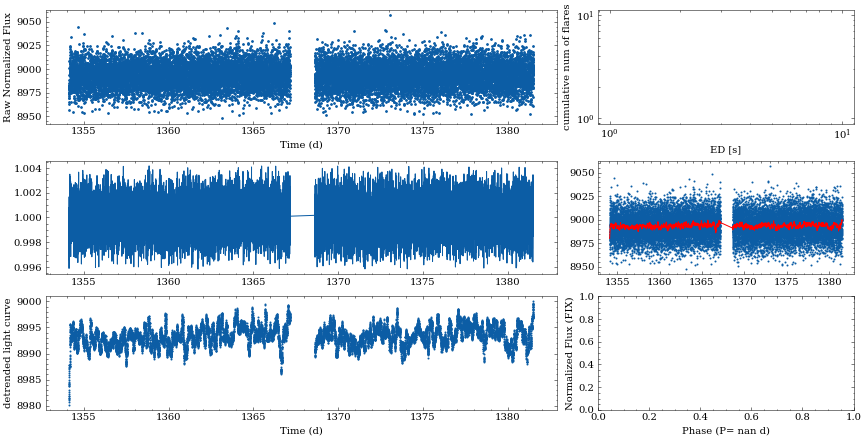 Raw Normalized Flux
9050
9025
9000
8975
8950
1355 1360 1365 1370 1375 1380
Time (d)
cumulative num of flares
10¹
10⁰
10⁰ 10¹
ED [s]
1.004
1.002
1.000
0.998
0.996
1355 1360 1365 1370 1375 1380
9050
9025
9000
8975
8950
1355 1360 1365 1370 1375 1380
detrended light curve
9000
8995
8990
8985
8980
1355 1360 1365 1370 1375 1380
Time (d)
Normalized Flux (FIX)
1.0
0.8
0.6
0.4
0.2
0.0
0.0 0.2 0.4 0.6 0.8 1.0
Phase (P= nan d)